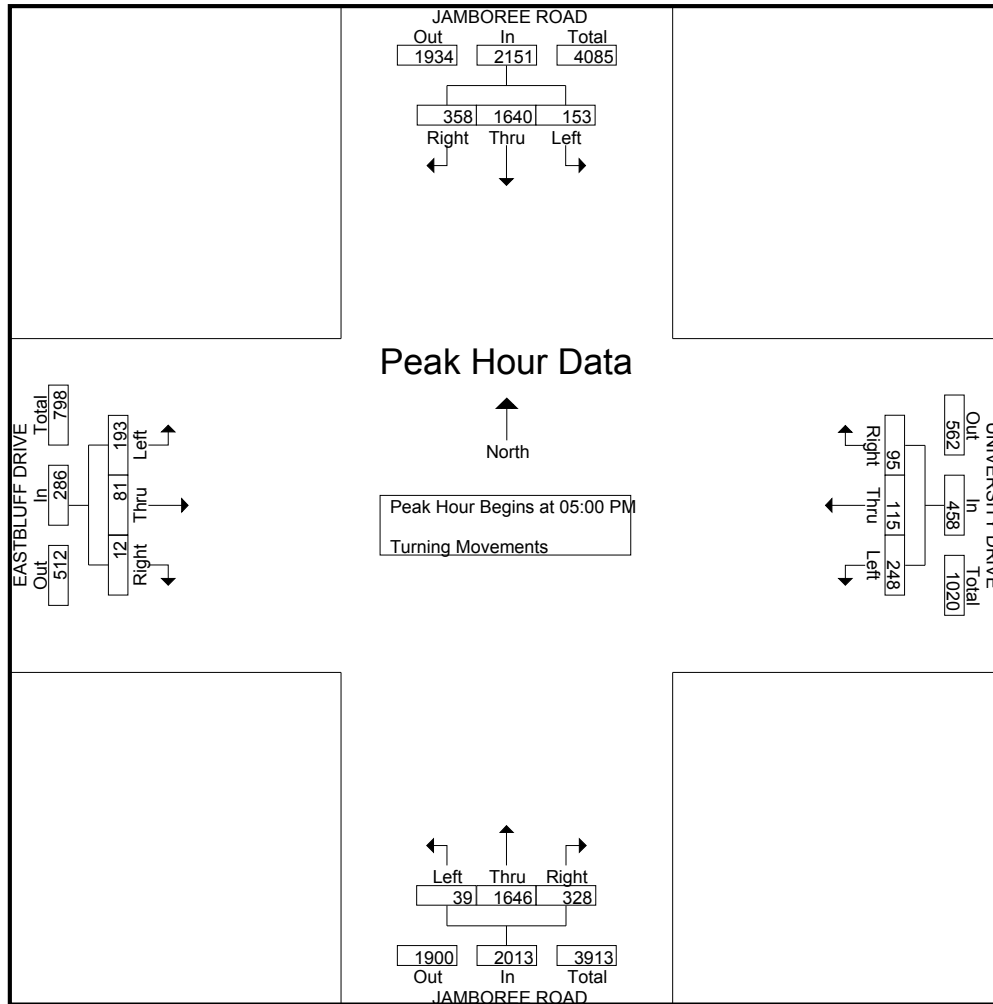 JAMBOREE ROAD
Out In Total
1934 2151 4085
358 1640 153
Right Thru Left
Peak Hour Data
North
Peak Hour Begins at 05:00 PM
Turning Movements
EASTBLUFF DRIVE
Out In Total
512 286 798
12 81 193
Right Thru Left
UNIVERSITY DRIVE
Out In Total
562 458 1020
95 115 248
Right Thru Left
Left Thru Right
39 1646 328
1900 2013 3913
Out In Total
JAMBOREE ROAD